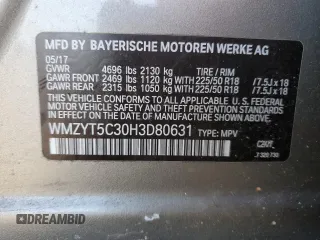 MFD BY BAYERISCHE MOTOREN WERKE AG
05/17
GVWR 4696 lbs 2130 kg TIRE / RIM
GAWR FRONT 2469 lbs 1120 kg 225/50 R18 /7.5J x 18
GAWR REAR 2315 lbs 1050 kg 225/50 R18 /7.5J x 18
THIS VEHICLE CONFORMS TO ALL APPLICABLE FEDERAL
MOTOR VEHICLE SAFETY, BUMPER, AND THEFT PREVENTION
STANDARDS IN EFFECT ON THE DATE OF MANUFACTURE SHOWN ABOVE.
WMZYT5C30H3D80631 TYPE: MPV
DREAMBID